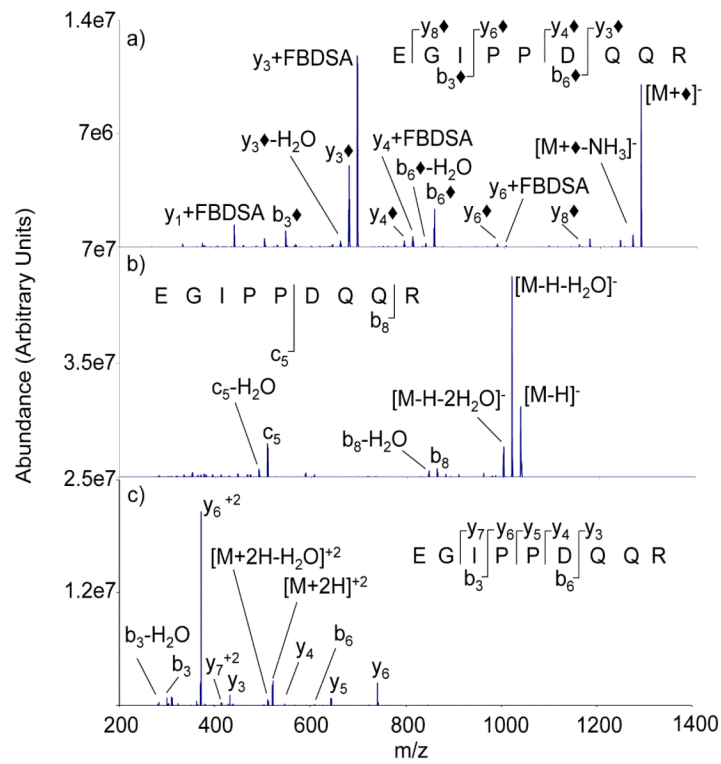 1.4e7
a)
y8♦ y6♦ y4♦ y3♦
E G I P P D Q Q R
b3♦ b6♦
y3+FBDSA
[M+♦]-
7e6
y3♦-H2O
y3♦
y4+FBDSA
b6♦-H2O
b6♦
[M+♦-NH3]-
y1+FBDSA
b3♦
y4♦
y6+FBDSA
y6♦
y8♦
7e7
b)
E G I P P D Q Q R
b8
c5
[M-H-H2O]-
3.5e7
c5-H2O
c5
[M-H-2H2O]-
[M-H]-
b8-H2O
b8
2.5e7
c)
y6+2
y7 y6 y5 y4 y3
E G I P P D Q Q R
b3 b6
[M+2H-H2O]+2
[M+2H]+2
1.2e7
b3-H2O
b3
y7+2
y3
y4
b6
y5
y6
200 400 600 800 1000 1200 1400
m/z
Abundance (Arbitrary Units)